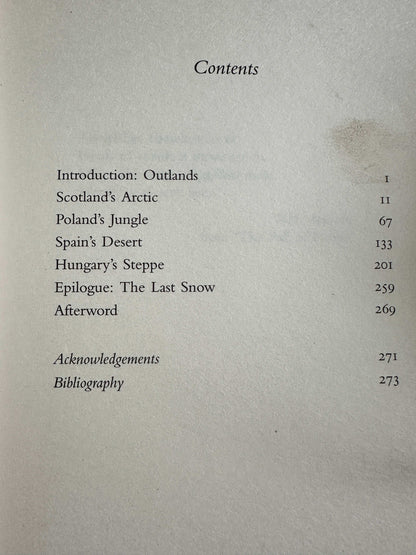 Contents
Introduction: Outlands 1
Scotland's Arctic 11
Poland's Jungle 67
Spain's Desert 133
Hungary's Steppe 201
Epilogue: The Last Snow 259
Afterword 269
Acknowledgements 271
Bibliography 273